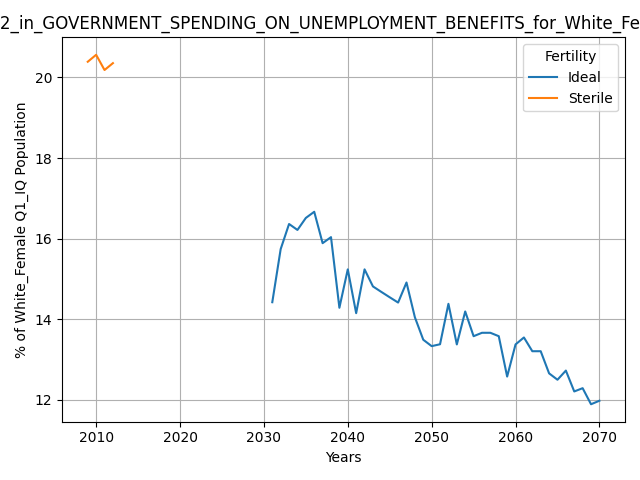 2_in_GOVERNMENT_SPENDING_ON_UNEMPLOYMENT_BENEFITS_for_White_Fe
Fertility
Ideal
Sterile
% of White_Female Q1_IQ Population
20
18
16
14
12
2010 2020 2030 2040 2050 2060 2070
Years